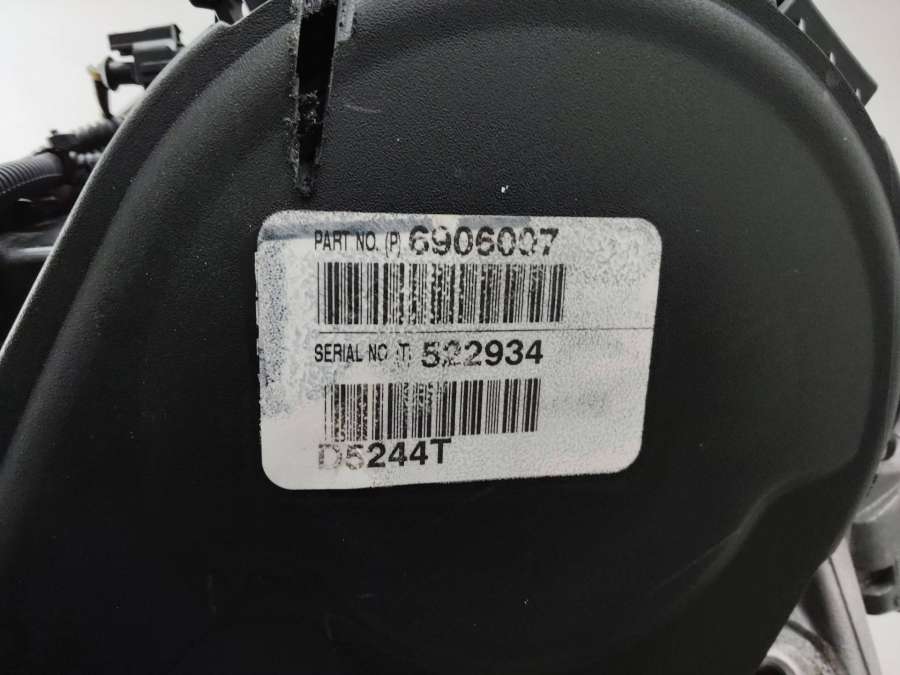 PART NO. (P) 6906007
SERIAL NO (T) 522934
D5244T